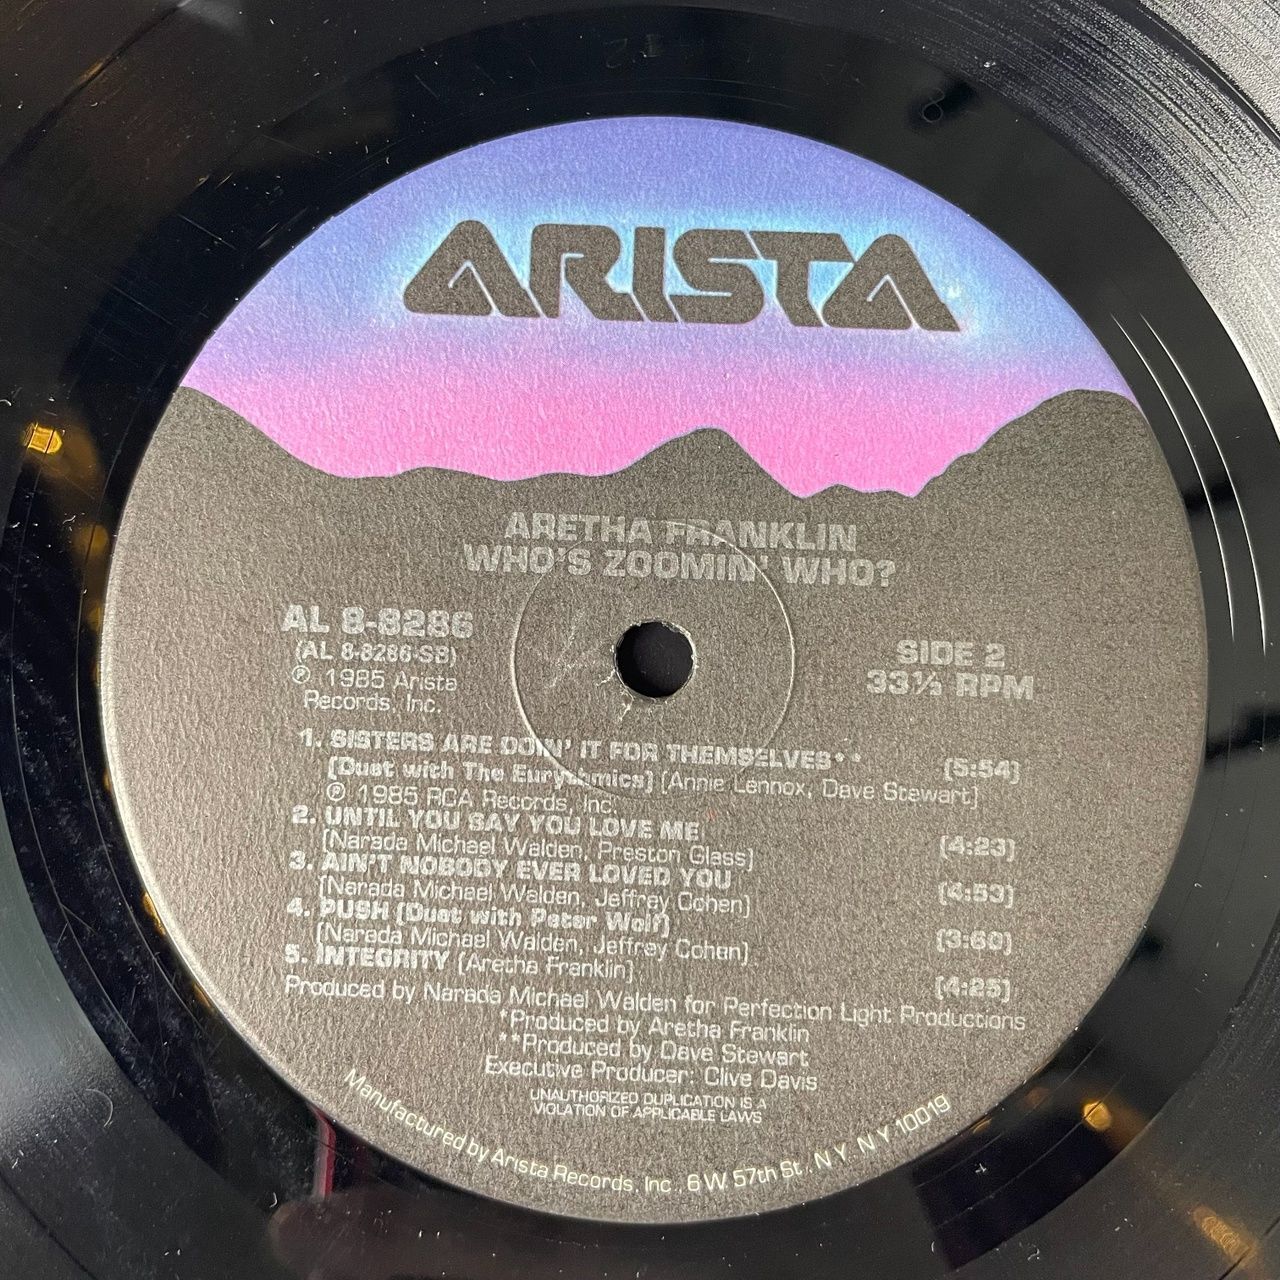 ARISTA
ARETHA FRANKLIN
WHO'S ZOOMIN' WHO?
AL 8-8286
(AL 8-8286-SB)
℗ 1985 Arista
Records, Inc.
SIDE 2
33⅓ RPM
1. SISTERS ARE DOIN' IT FOR THEMSELVES** [5:54]
[Duet with The Eurythmics] [Annie Lennox, Dave Stewart]
℗ 1985 RCA Records, Inc.
2. UNTIL YOU SAY YOU LOVE ME [4:23]
[Narada Michael Walden, Preston Glass]
3. AIN'T NOBODY EVER LOVED YOU [4:53]
[Narada Michael Walden, Jeffrey Cohen]
4. PUSH [Duet with Peter Wolf] [3:60]
[Narada Michael Walden, Jeffrey Cohen]
5. INTEGRITY [Aretha Franklin]* [4:25]
Produced by Narada Michael Walden for Perfection Light Productions
*Produced by Aretha Franklin
**Produced by Dave Stewart
Executive Producer: Clive Davis
UNAUTHORIZED DUPLICATION IS A
VIOLATION OF APPLICABLE LAWS
Manufactured by Arista Records, Inc., 6 W. 57th St., N.Y. N.Y. 10019